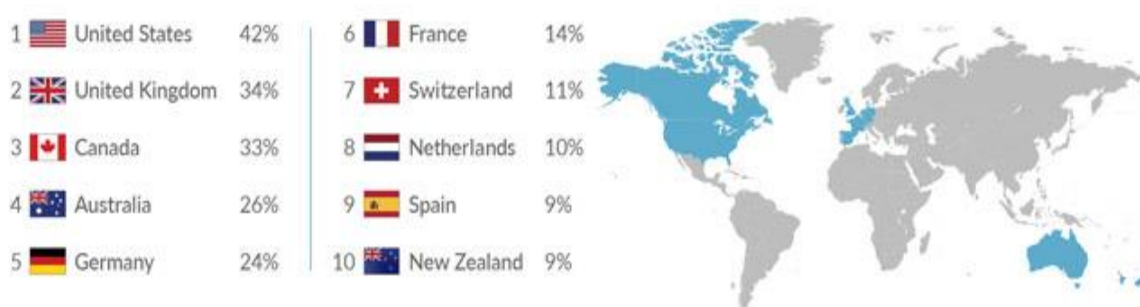 1 United States 42%
2 United Kingdom 34%
3 Canada 33%
4 Australia 26%
5 Germany 24%
6 France 14%
7 Switzerland 11%
8 Netherlands 10%
9 Spain 9%
10 New Zealand 9%